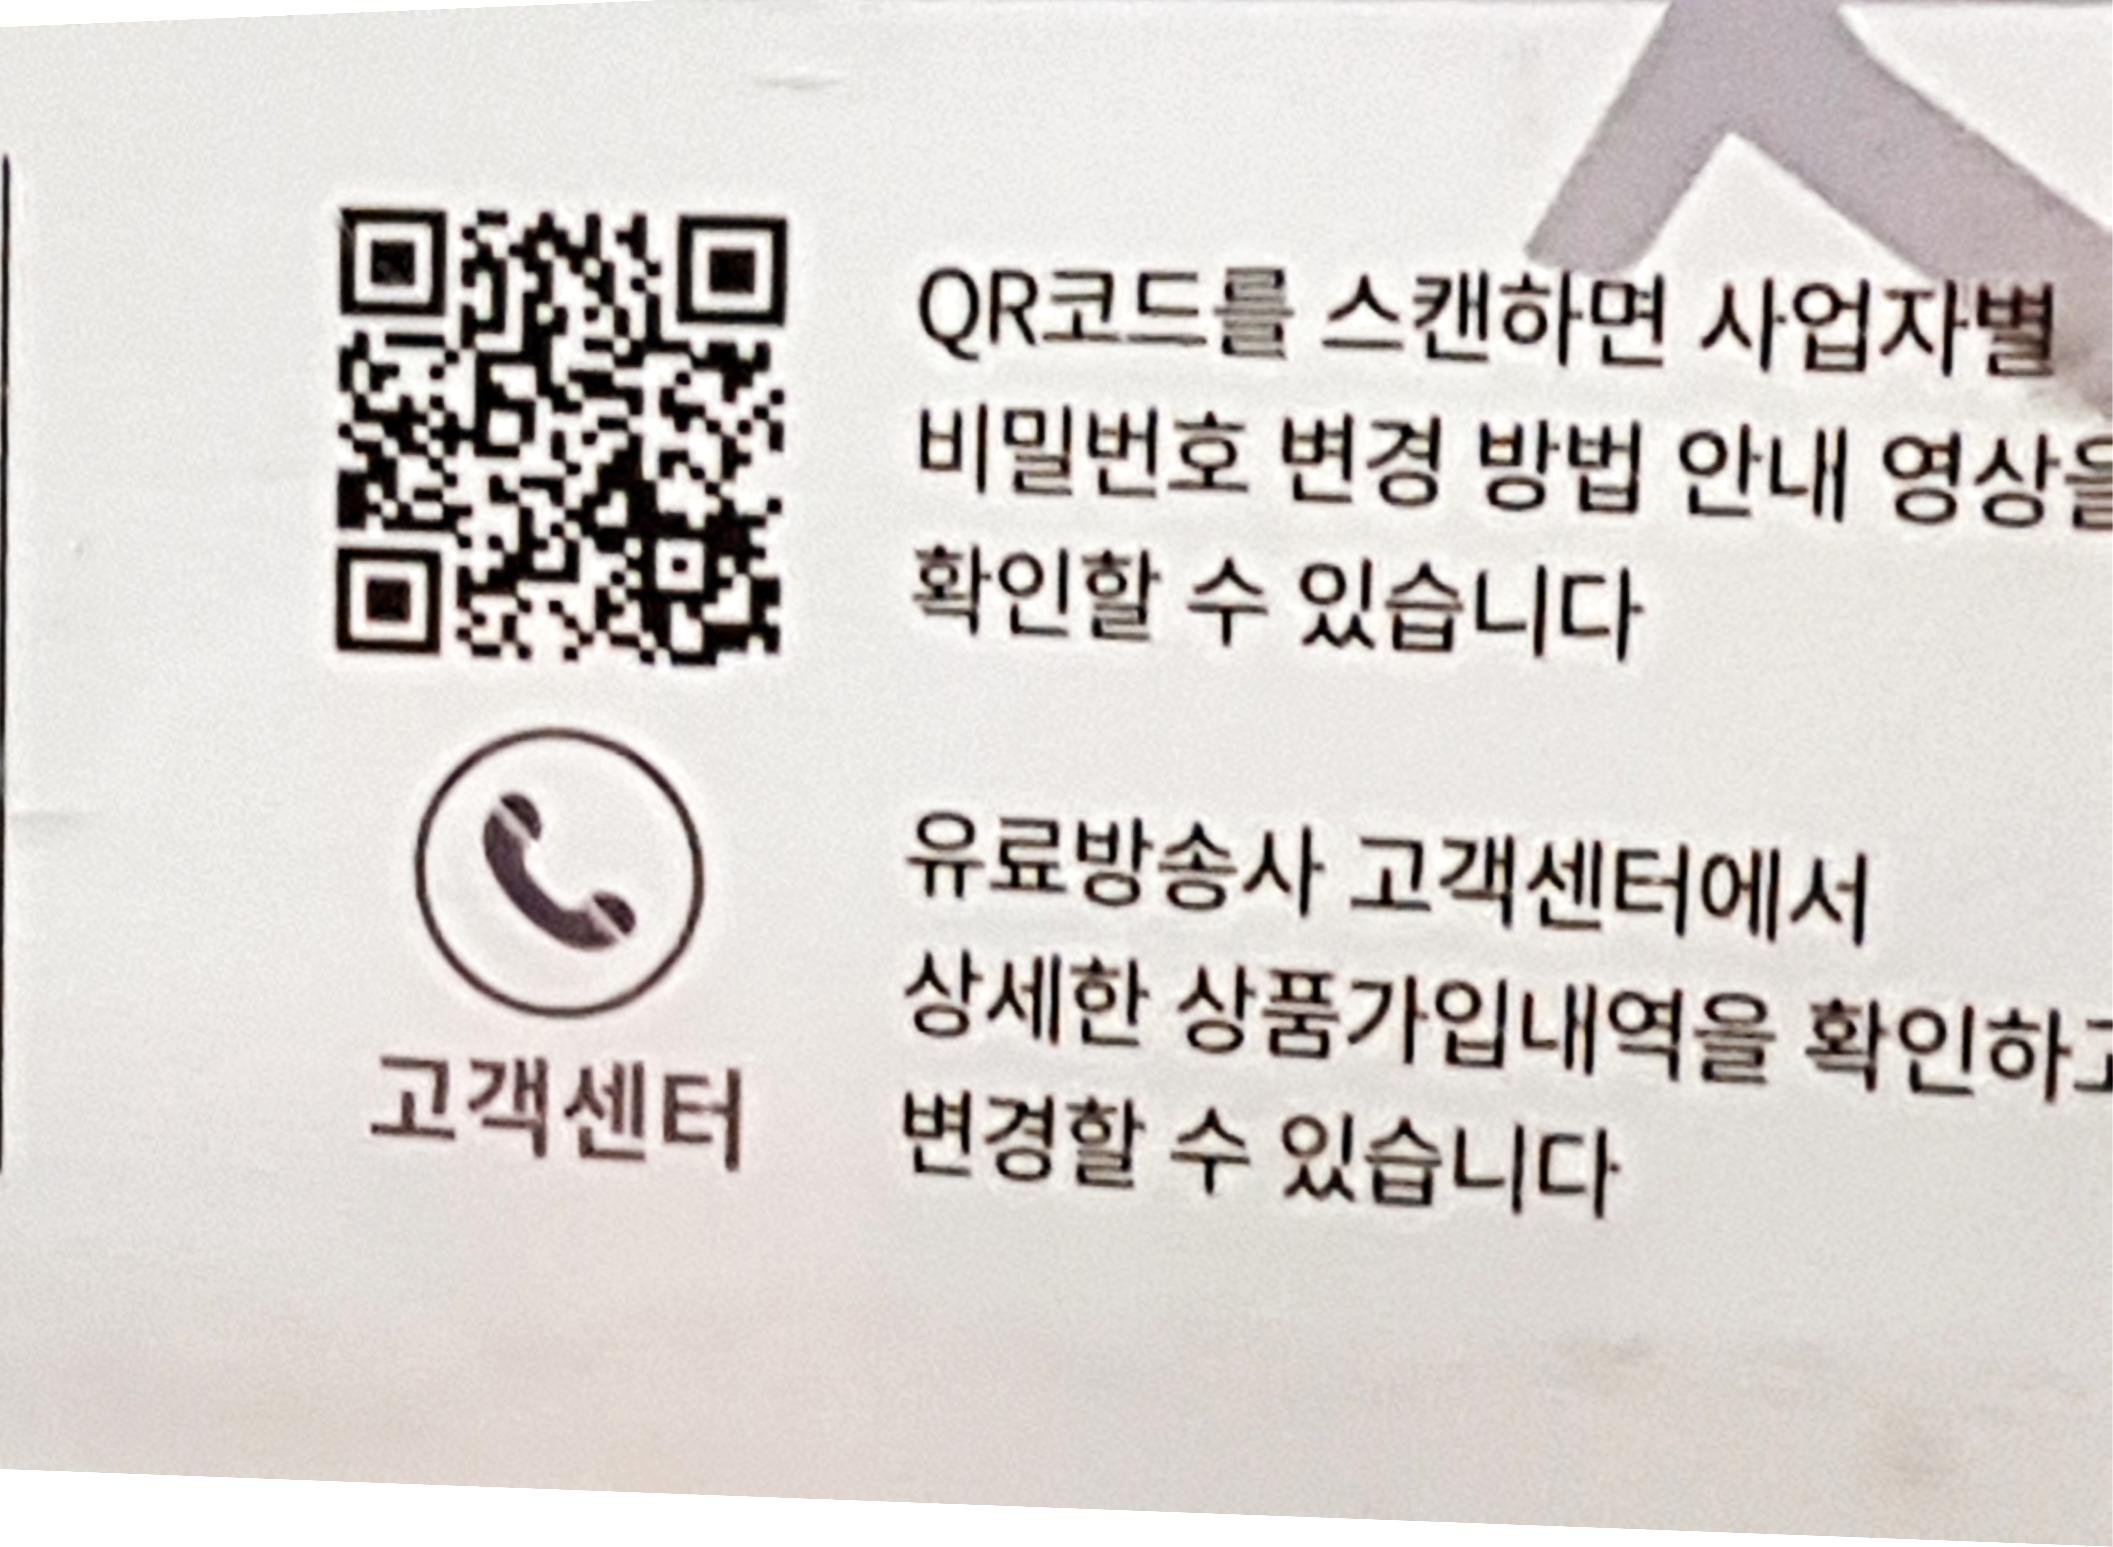 QR코드를 스캔하면 사업자별
비밀번호 변경 방법 안내 영상을
확인할 수 있습니다
고객센터
유료방송사 고객센터에서
상세한 상품가입내역을 확인하고
변경할 수 있습니다